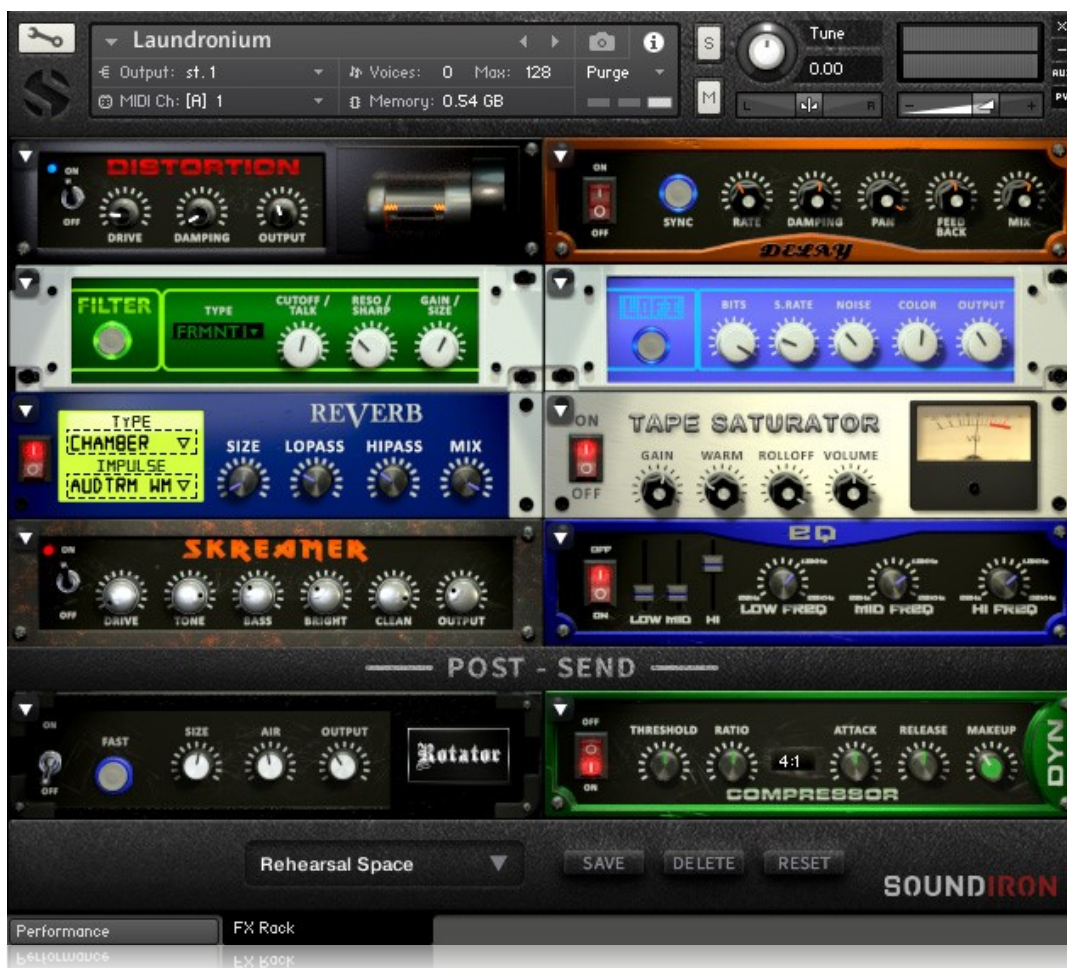 Laundronium
S
Tune
0.00
Output: st.1
Voices: 0 Max: 128
Purge
MIDI Ch: [A] 1
Memory: 0.54 GB
M
L
R
-
+
AUX
PV
DISTORTION
ON
OFF
DRIVE
DAMPING
OUTPUT
ON
OFF
SYNC
RATE
DAMPING
PAN
FEED
BACK
MIX
DELAY
FILTER
TYPE
FRMNT I
CUTOFF /
TALK
RESO /
SHARP
GAIN /
SIZE
LOFI
BITS
S.RATE
NOISE
COLOR
OUTPUT
TYPE
CHAMBER
IMPULSE
AUDTRM WM
REVERB
SIZE
LOPASS
HIPASS
MIX
ON
OFF
TAPE SATURATOR
GAIN
WARM
ROLLOFF
VOLUME
VU
SKREAMER
ON
OFF
DRIVE
TONE
BASS
BRIGHT
CLEAN
OUTPUT
EQ
OFF
ON
LOW
MID
HI
LOW FREQ
MID FREQ
HI FREQ
POST - SEND
ON
OFF
FAST
SIZE
AIR
OUTPUT
Rotator
OFF
ON
THRESHOLD
RATIO
4:1
ATTACK
RELEASE
MAKEUP
COMPRESSOR
DYN
Rehearsal Space
SAVE
DELETE
RESET
SOUNDIRON
Performance
FX Rack